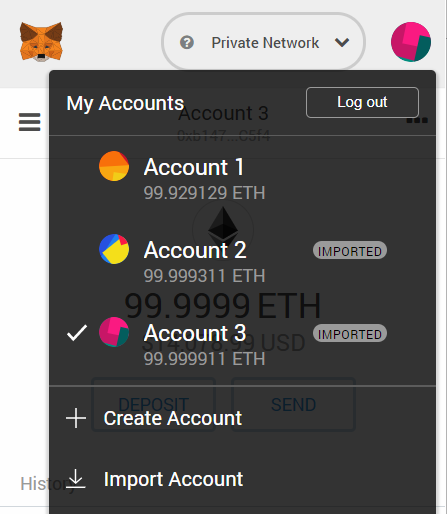 Private Network
My Accounts
Log out
Account 3
0xb147...C5f4
Account 1
99.929129 ETH
Account 2
IMPORTED
99.999311 ETH
99.9999 ETH
Account 3
IMPORTED
USD
99.999911 ETH
DEPOSIT
SEND
Create Account
History
Import Account